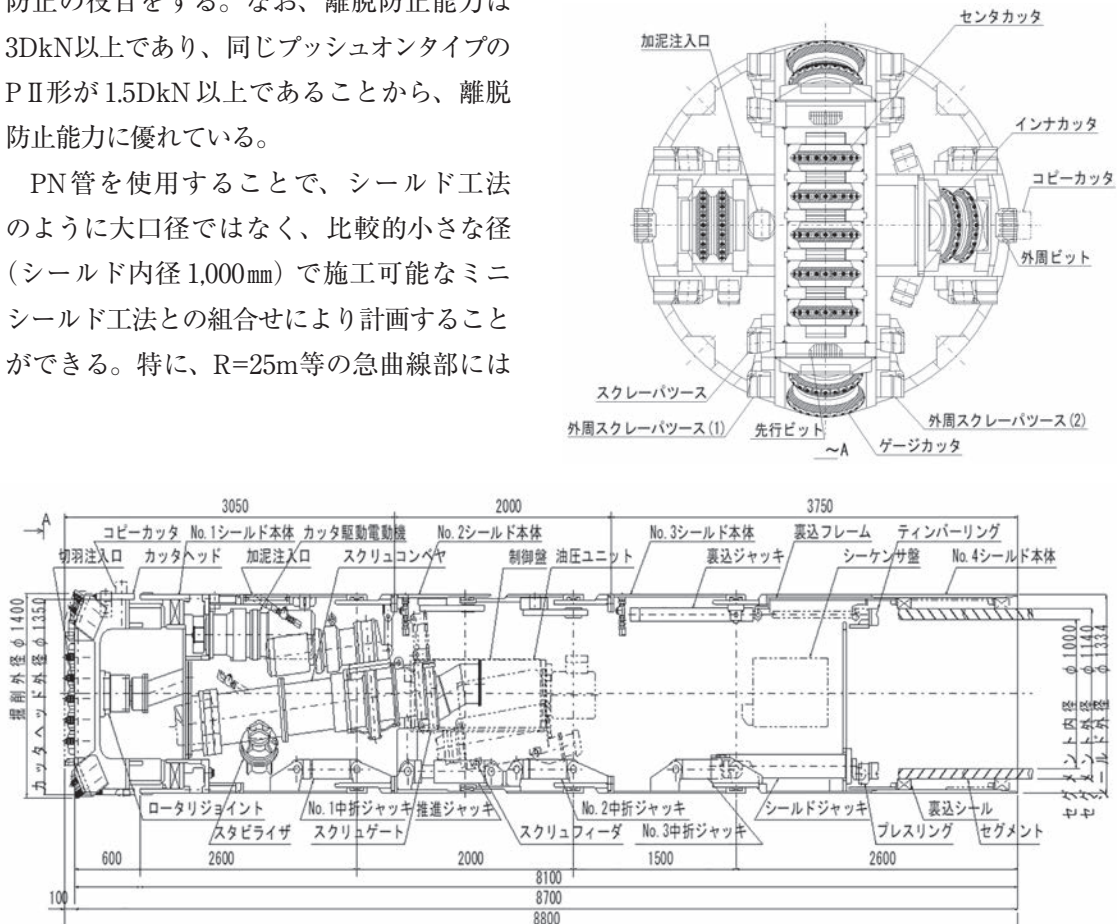 防止の役目をする。なお、離脱防止能力は
3DkN以上であり、同じプッシュオンタイプの
PⅡ形が1.5DkN以上であることから、離脱
防止能力に優れている。
PN管を使用することで、シールド工法
のように大口径ではなく、比較的小さな径
(シールド内径1,000㎜)で施工可能なミニ
シールド工法との組合せにより計画すること
ができる。特に、R=25m等の急曲線部には
センタカッタ
加泥注入口
インナカッタ
コピーカッタ
外周ビット
スクレーパツース
外周スクレーパツース(1)
先行ビット
外周スクレーパツース(2)
ゲージカッタ
~A
3050 2000 3750
A
コピーカッタ No.1シールド本体 カッタ駆動電動機 No.2シールド本体 No.3シールド本体 裏込フレーム ティンバーリング
切羽注入口 カッタヘッド 加泥注入口 スクリュコンベヤ 制御盤 油圧ユニット 裏込ジャッキ シーケンサ盤 No.4シールド本体
掘削外径 φ1400
カッタヘッド外径 φ1350
セグメント内径 φ1000
セグメント外径 φ1140
シールド外径 φ1334
ロータリジョイント No.1中折ジャッキ 推進ジャッキ No.2中折ジャッキ シールドジャッキ 裏込シール
スタビライザ スクリュゲート スクリュフィーダ No.3中折ジャッキ プレスリング セグメント
600 2600 2000 1500 2600
8100
100 8700
8800